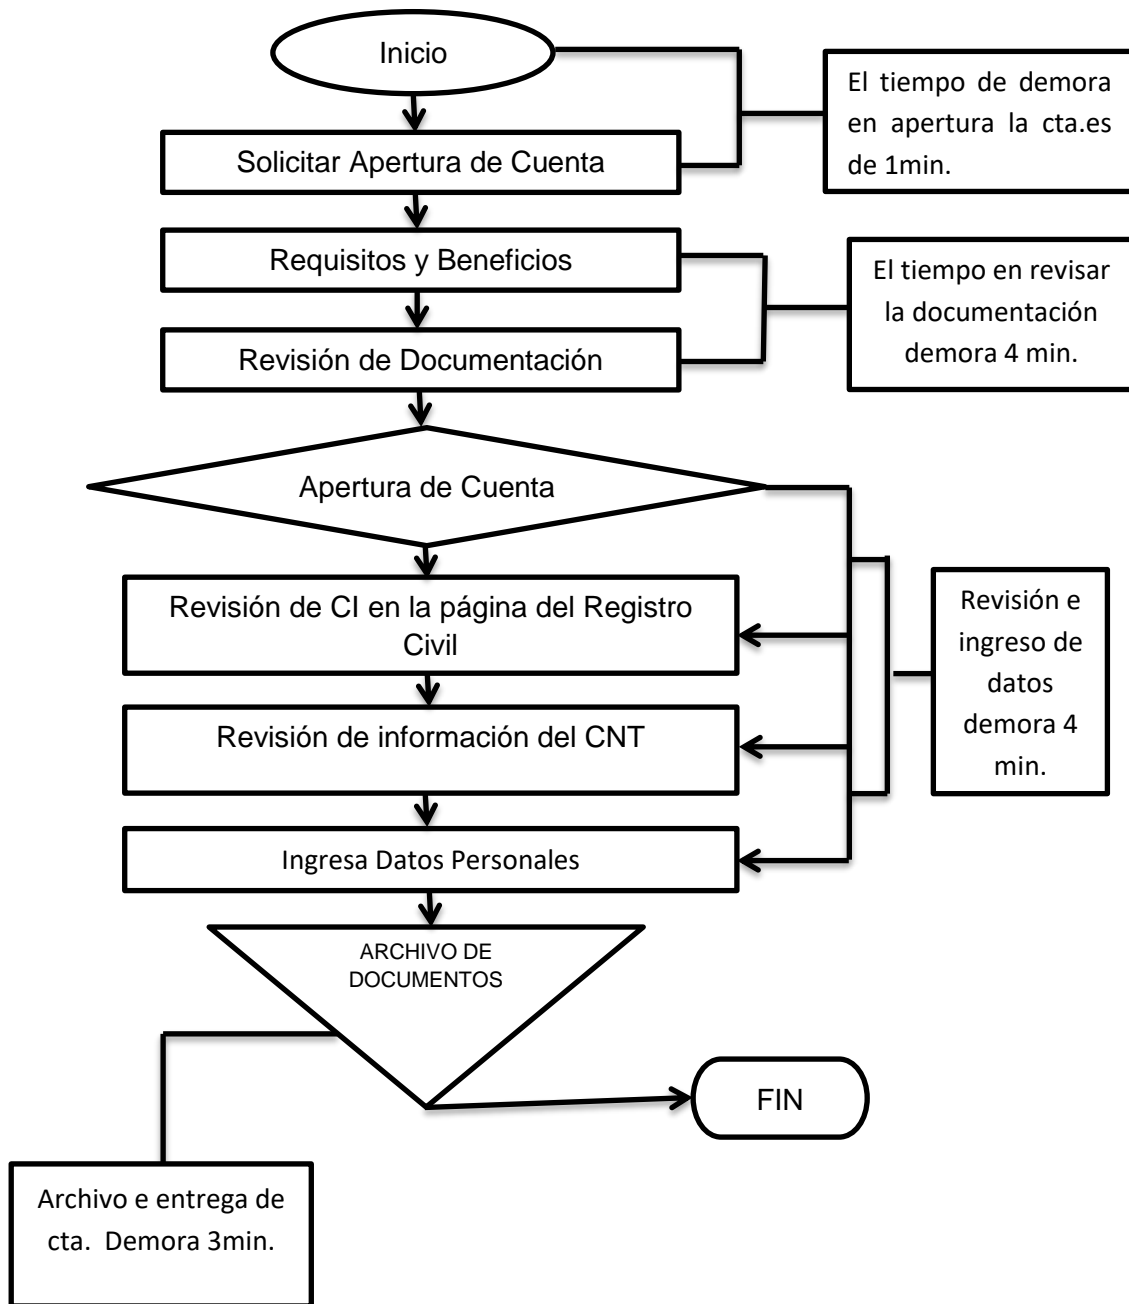 Inicio
El tiempo de demora
en apertura la cta.es
de 1min.
Solicitar Apertura de Cuenta
Requisitos y Beneficios
El tiempo en revisar
la documentación
demora 4 min.
Revisión de Documentación
Apertura de Cuenta
Revisión de CI en la página del Registro
Civil
Revisión e
ingreso de
datos
demora 4
min.
Revisión de información del CNT
Ingresa Datos Personales
ARCHIVO DE
DOCUMENTOS
FIN
Archivo e entrega de
cta. Demora 3min.